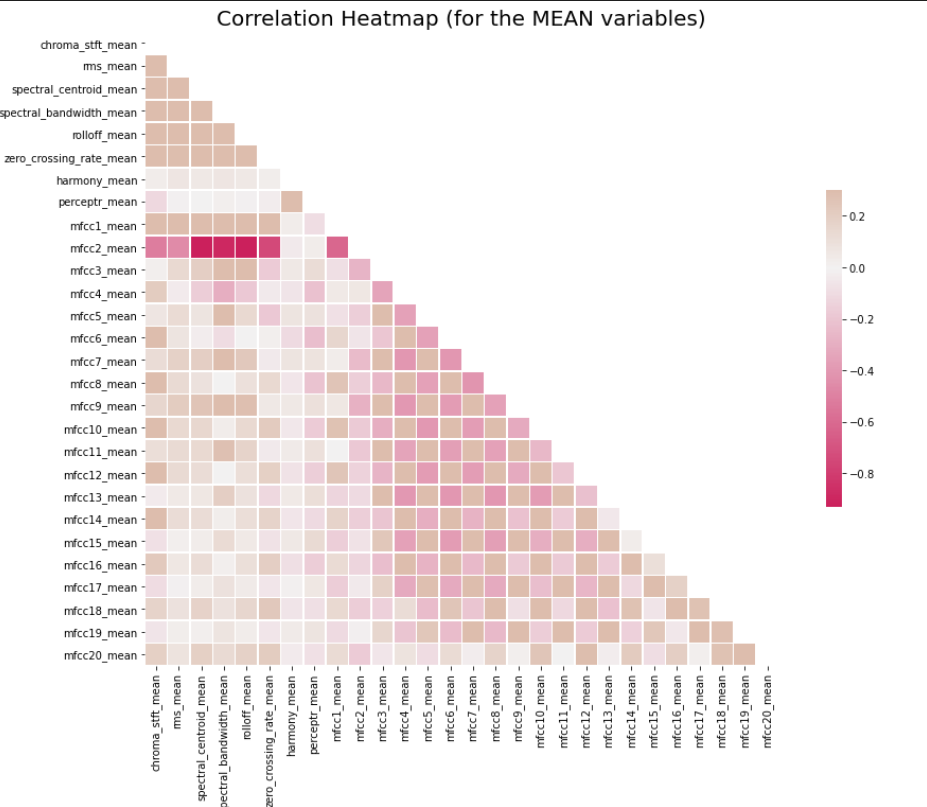 Correlation Heatmap (for the MEAN variables)
chroma_stft_mean
rms_mean
spectral_centroid_mean
spectral_bandwidth_mean
rolloff_mean
zero_crossing_rate_mean
harmony_mean
perceptr_mean
mfcc1_mean
mfcc2_mean
mfcc3_mean
mfcc4_mean
mfcc5_mean
mfcc6_mean
mfcc7_mean
mfcc8_mean
mfcc9_mean
mfcc10_mean
mfcc11_mean
mfcc12_mean
mfcc13_mean
mfcc14_mean
mfcc15_mean
mfcc16_mean
mfcc17_mean
mfcc18_mean
mfcc19_mean
mfcc20_mean
chroma_stft_mean
rms_mean
spectral_centroid_mean
pectral_bandwidth_mean
rolloff_mean
zero_crossing_rate_mean
harmony_mean
perceptr_mean
mfcc1_mean
mfcc2_mean
mfcc3_mean
mfcc4_mean
mfcc5_mean
mfcc6_mean
mfcc7_mean
mfcc8_mean
mfcc9_mean
mfcc10_mean
mfcc11_mean
mfcc12_mean
mfcc13_mean
mfcc14_mean
mfcc15_mean
mfcc16_mean
mfcc17_mean
mfcc18_mean
mfcc19_mean
mfcc20_mean
0.2
0.0
−0.2
−0.4
−0.6
−0.8